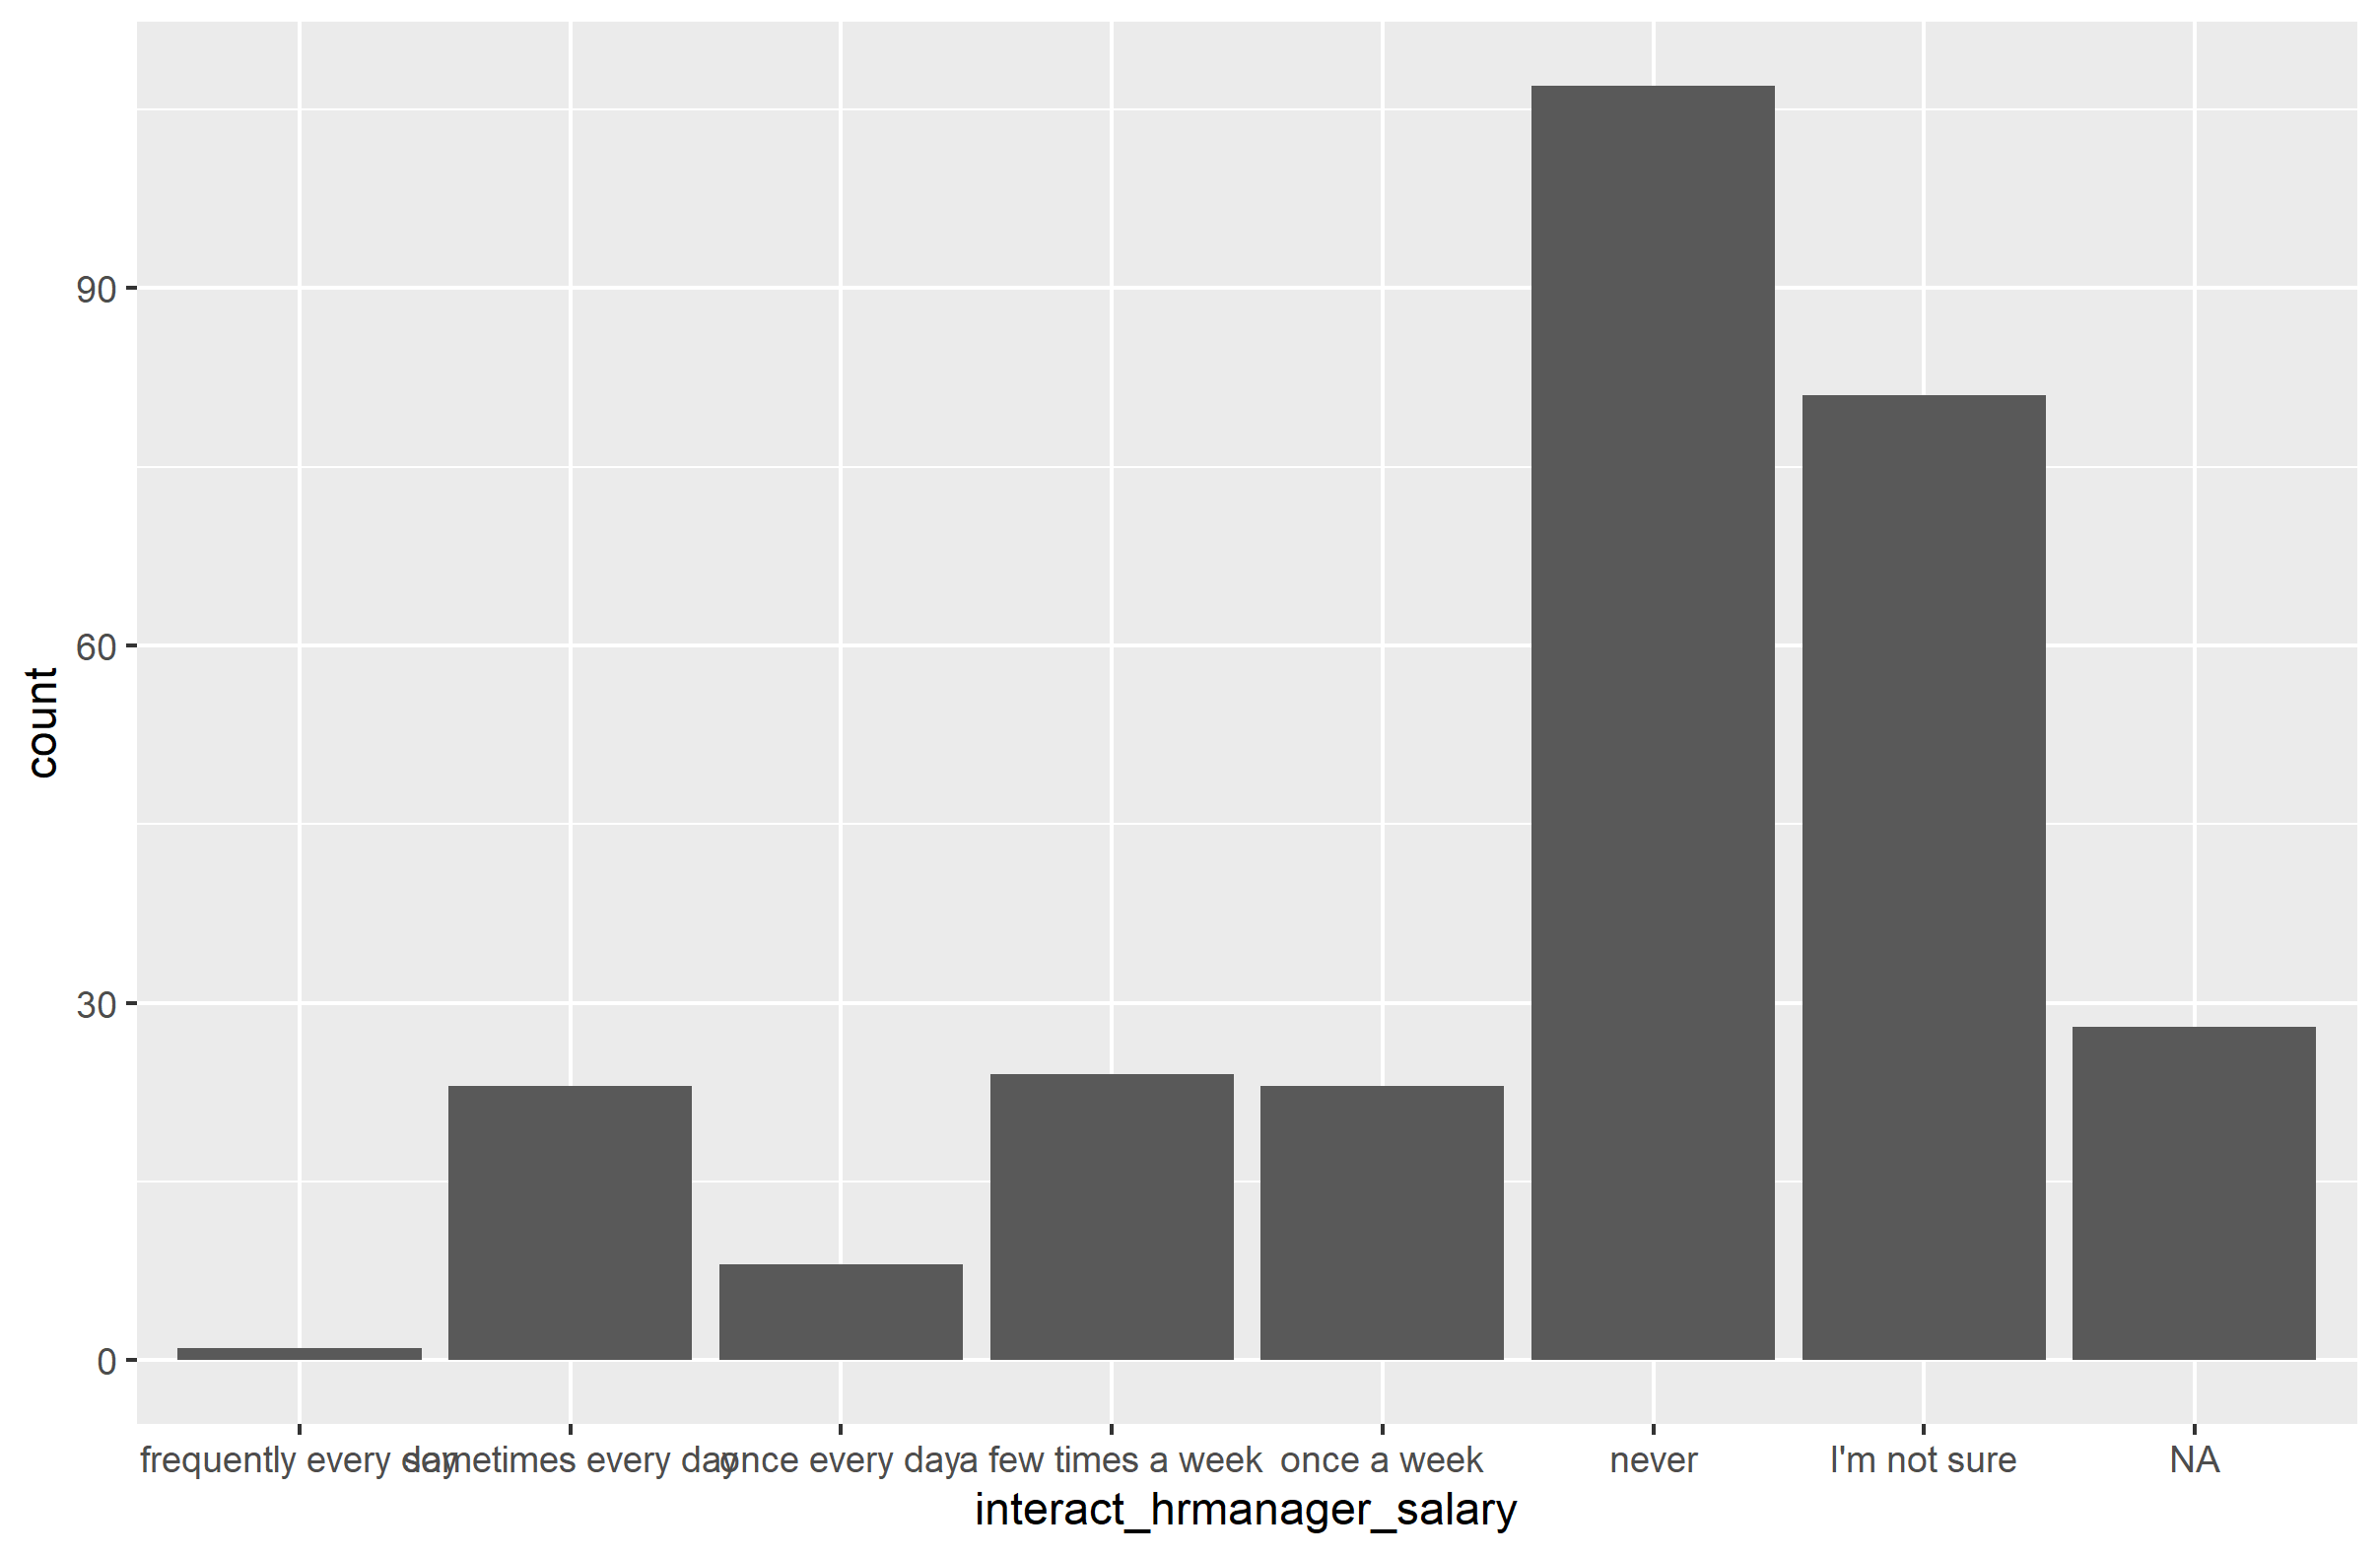 count
90
60
30
0
frequently every day sometimes every day once every day a few times a week once a week never I'm not sure NA
interact_hrmanager_salary